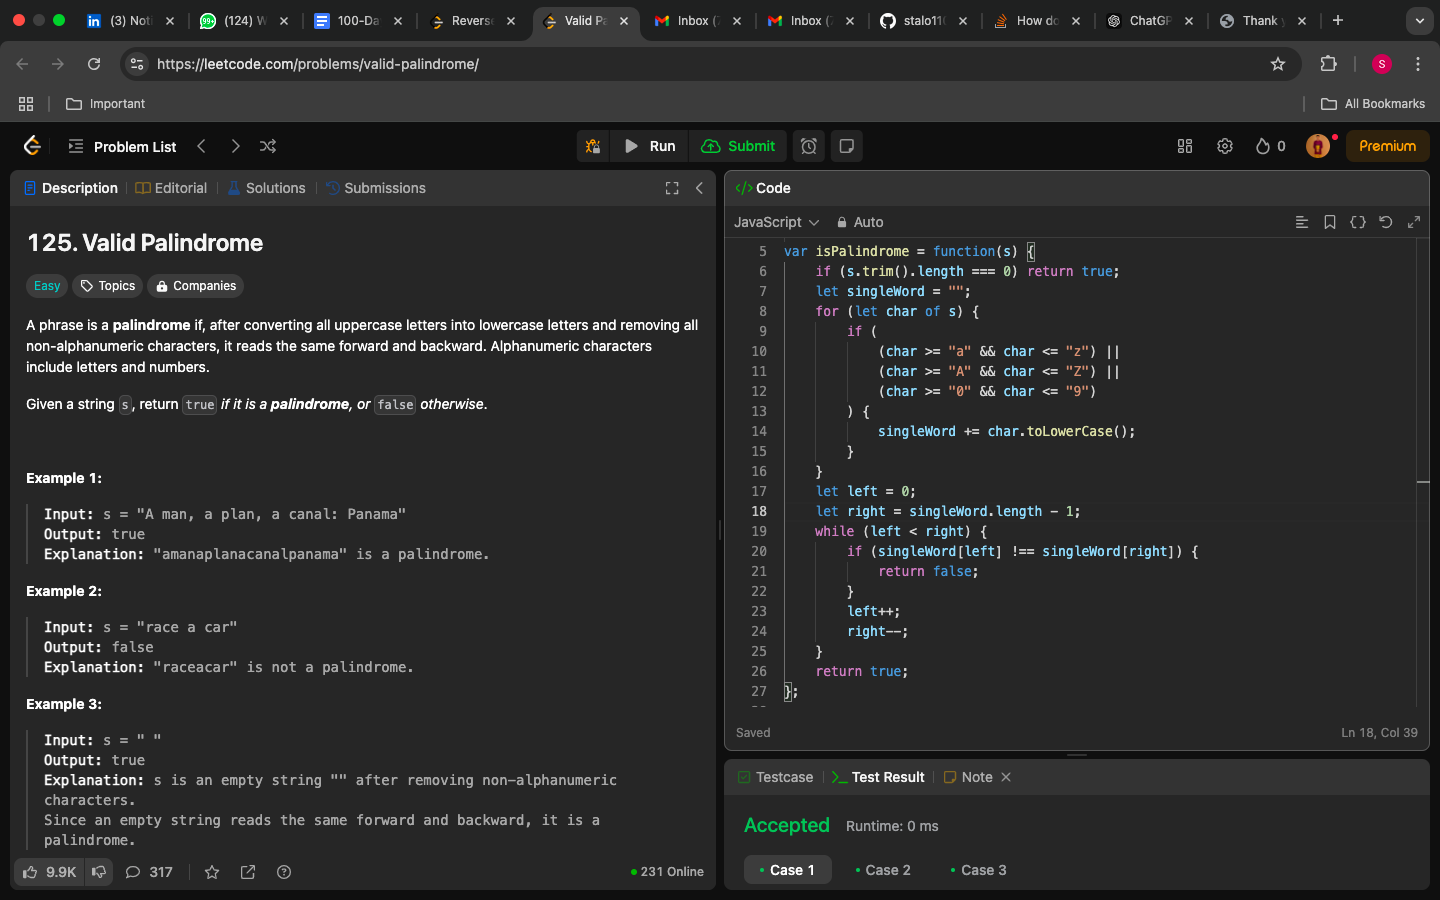 (3) Noti
(124) W
100-Da
Reverse
Valid Pa
Inbox (7
Inbox (7
stalo11
How do
ChatGP
Thank y
https://leetcode.com/problems/valid-palindrome/
S
Important
All Bookmarks
Problem List
Run
Submit
0
Premium
Description
Editorial
Solutions
Submissions
</> Code
JavaScript
Auto
125. Valid Palindrome
Easy
Topics
Companies
A phrase is a palindrome if, after converting all uppercase letters into lowercase letters and removing all
non-alphanumeric characters, it reads the same forward and backward. Alphanumeric characters
include letters and numbers.
Given a string s, return true if it is a palindrome, or false otherwise.
Example 1:
Input: s = "A man, a plan, a canal: Panama"
Output: true
Explanation: "amanaplanacanalpanama" is a palindrome.
Example 2:
Input: s = "race a car"
Output: false
Explanation: "raceacar" is not a palindrome.
Example 3:
Input: s = " "
Output: true
Explanation: s is an empty string "" after removing non-alphanumeric
characters.
Since an empty string reads the same forward and backward, it is a
palindrome.
9.9K
317
231 Online
5 var isPalindrome = function(s) {
6 if (s.trim().length === 0) return true;
7 let singleWord = "";
8 for (let char of s) {
9 if (
10 (char >= "a" && char <= "z") ||
11 (char >= "A" && char <= "Z") ||
12 (char >= "0" && char <= "9")
13 ) {
14 singleWord += char.toLowerCase();
15 }
16 }
17 let left = 0;
18 let right = singleWord.length - 1;
19 while (left < right) {
20 if (singleWord[left] !== singleWord[right]) {
21 return false;
22 }
23 left++;
24 right--;
25 }
26 return true;
27 };
Saved
Ln 18, Col 39
Testcase
Test Result
Note
Accepted
Runtime: 0 ms
Case 1
Case 2
Case 3